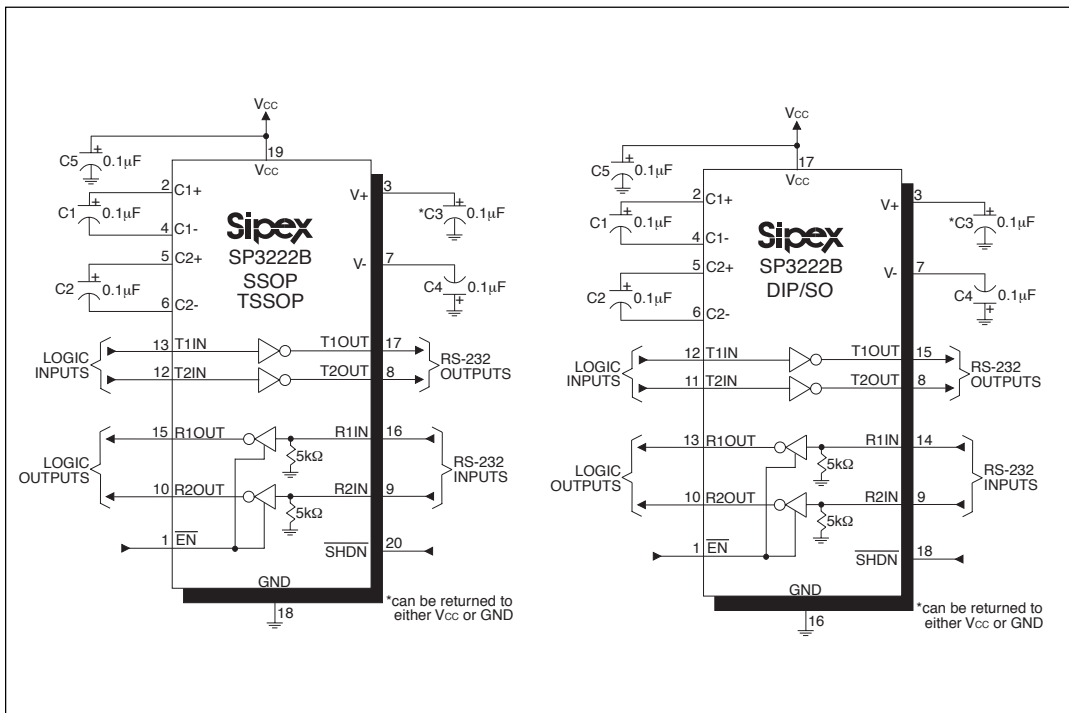 VCC
19
VCC
C5 + 0.1µF
2 C1+
C1 + 0.1µF
4 C1-
5 C2+
C2 + 0.1µF
6 C2-
V+ 3
*C3 + 0.1µF
V- 7
C4 + 0.1µF
Sipex
SP3222B
SSOP
TSSOP
LOGIC
INPUTS
13 T1IN
T1OUT 17
12 T2IN
T2OUT 8
RS-232
OUTPUTS
LOGIC
OUTPUTS
15 R1OUT
R1IN 16
5kΩ
10 R2OUT
R2IN 9
5kΩ
RS-232
INPUTS
1 EN
SHDN 20
GND
18
*can be returned to
either VCC or GND
VCC
17
VCC
C5 + 0.1µF
2 C1+
C1 + 0.1µF
4 C1-
5 C2+
C2 + 0.1µF
6 C2-
V+ 3
*C3 + 0.1µF
V- 7
C4 + 0.1µF
Sipex
SP3222B
DIP/SO
LOGIC
INPUTS
12 T1IN
T1OUT 15
11 T2IN
T2OUT 8
RS-232
OUTPUTS
LOGIC
OUTPUTS
13 R1OUT
R1IN 14
5kΩ
10 R2OUT
R2IN 9
5kΩ
RS-232
INPUTS
1 EN
SHDN 18
GND
16
*can be returned to
either VCC or GND